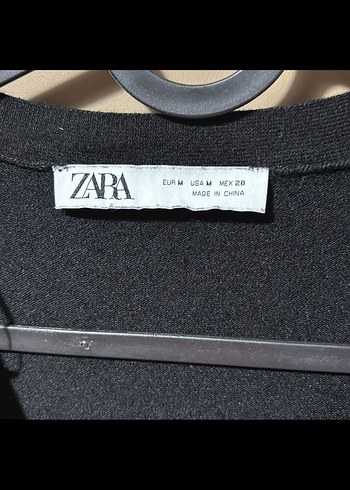 ZARA
EUR M USA M MEX 28
MADE IN CHINA